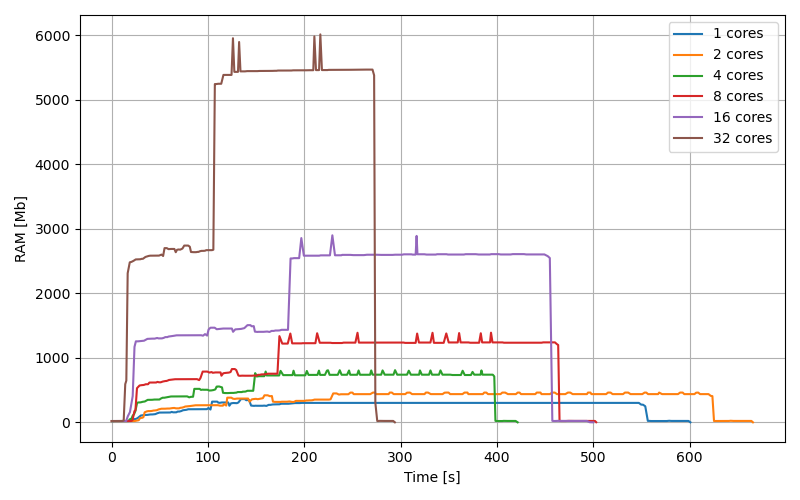 1 cores
2 cores
4 cores
8 cores
16 cores
32 cores
6000
5000
4000
3000
2000
1000
0
RAM [Mb]
0 100 200 300 400 500 600
Time [s]